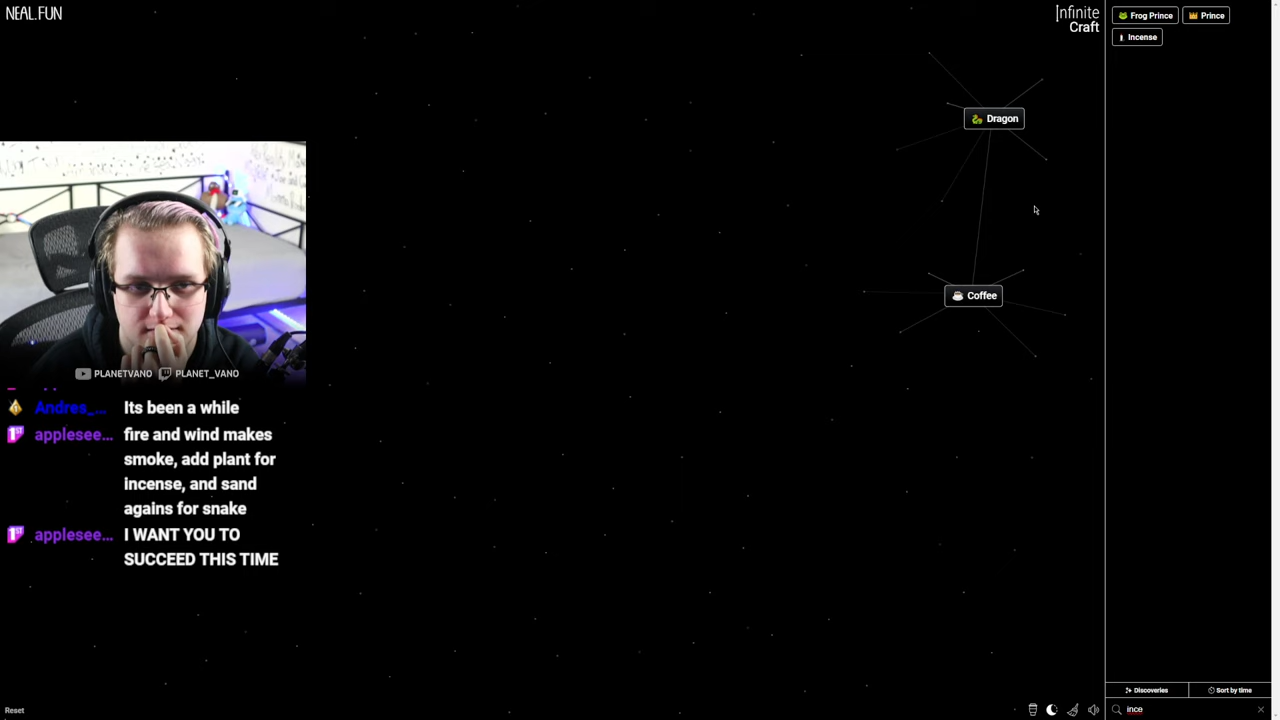 NEAL.FUN
Infinite
Craft
Frog Prince
Prince
Incense
Dragon
Coffee
PLANETVANO
PLANET_VANO
Andres_... Its been a while
applesee... fire and wind makes
smoke, add plant for
incense, and sand
agains for snake
applesee... I WANT YOU TO
SUCCEED THIS TIME
Reset
Discoveries
Sort by time
ince